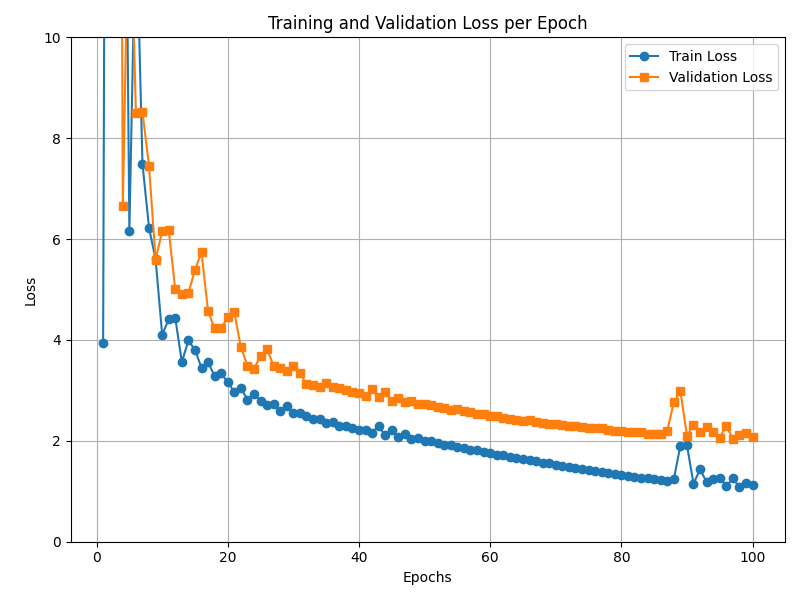 Training and Validation Loss per Epoch
Train Loss
Validation Loss
Loss
10
8
6
4
2
0
0 20 40 60 80 100
Epochs